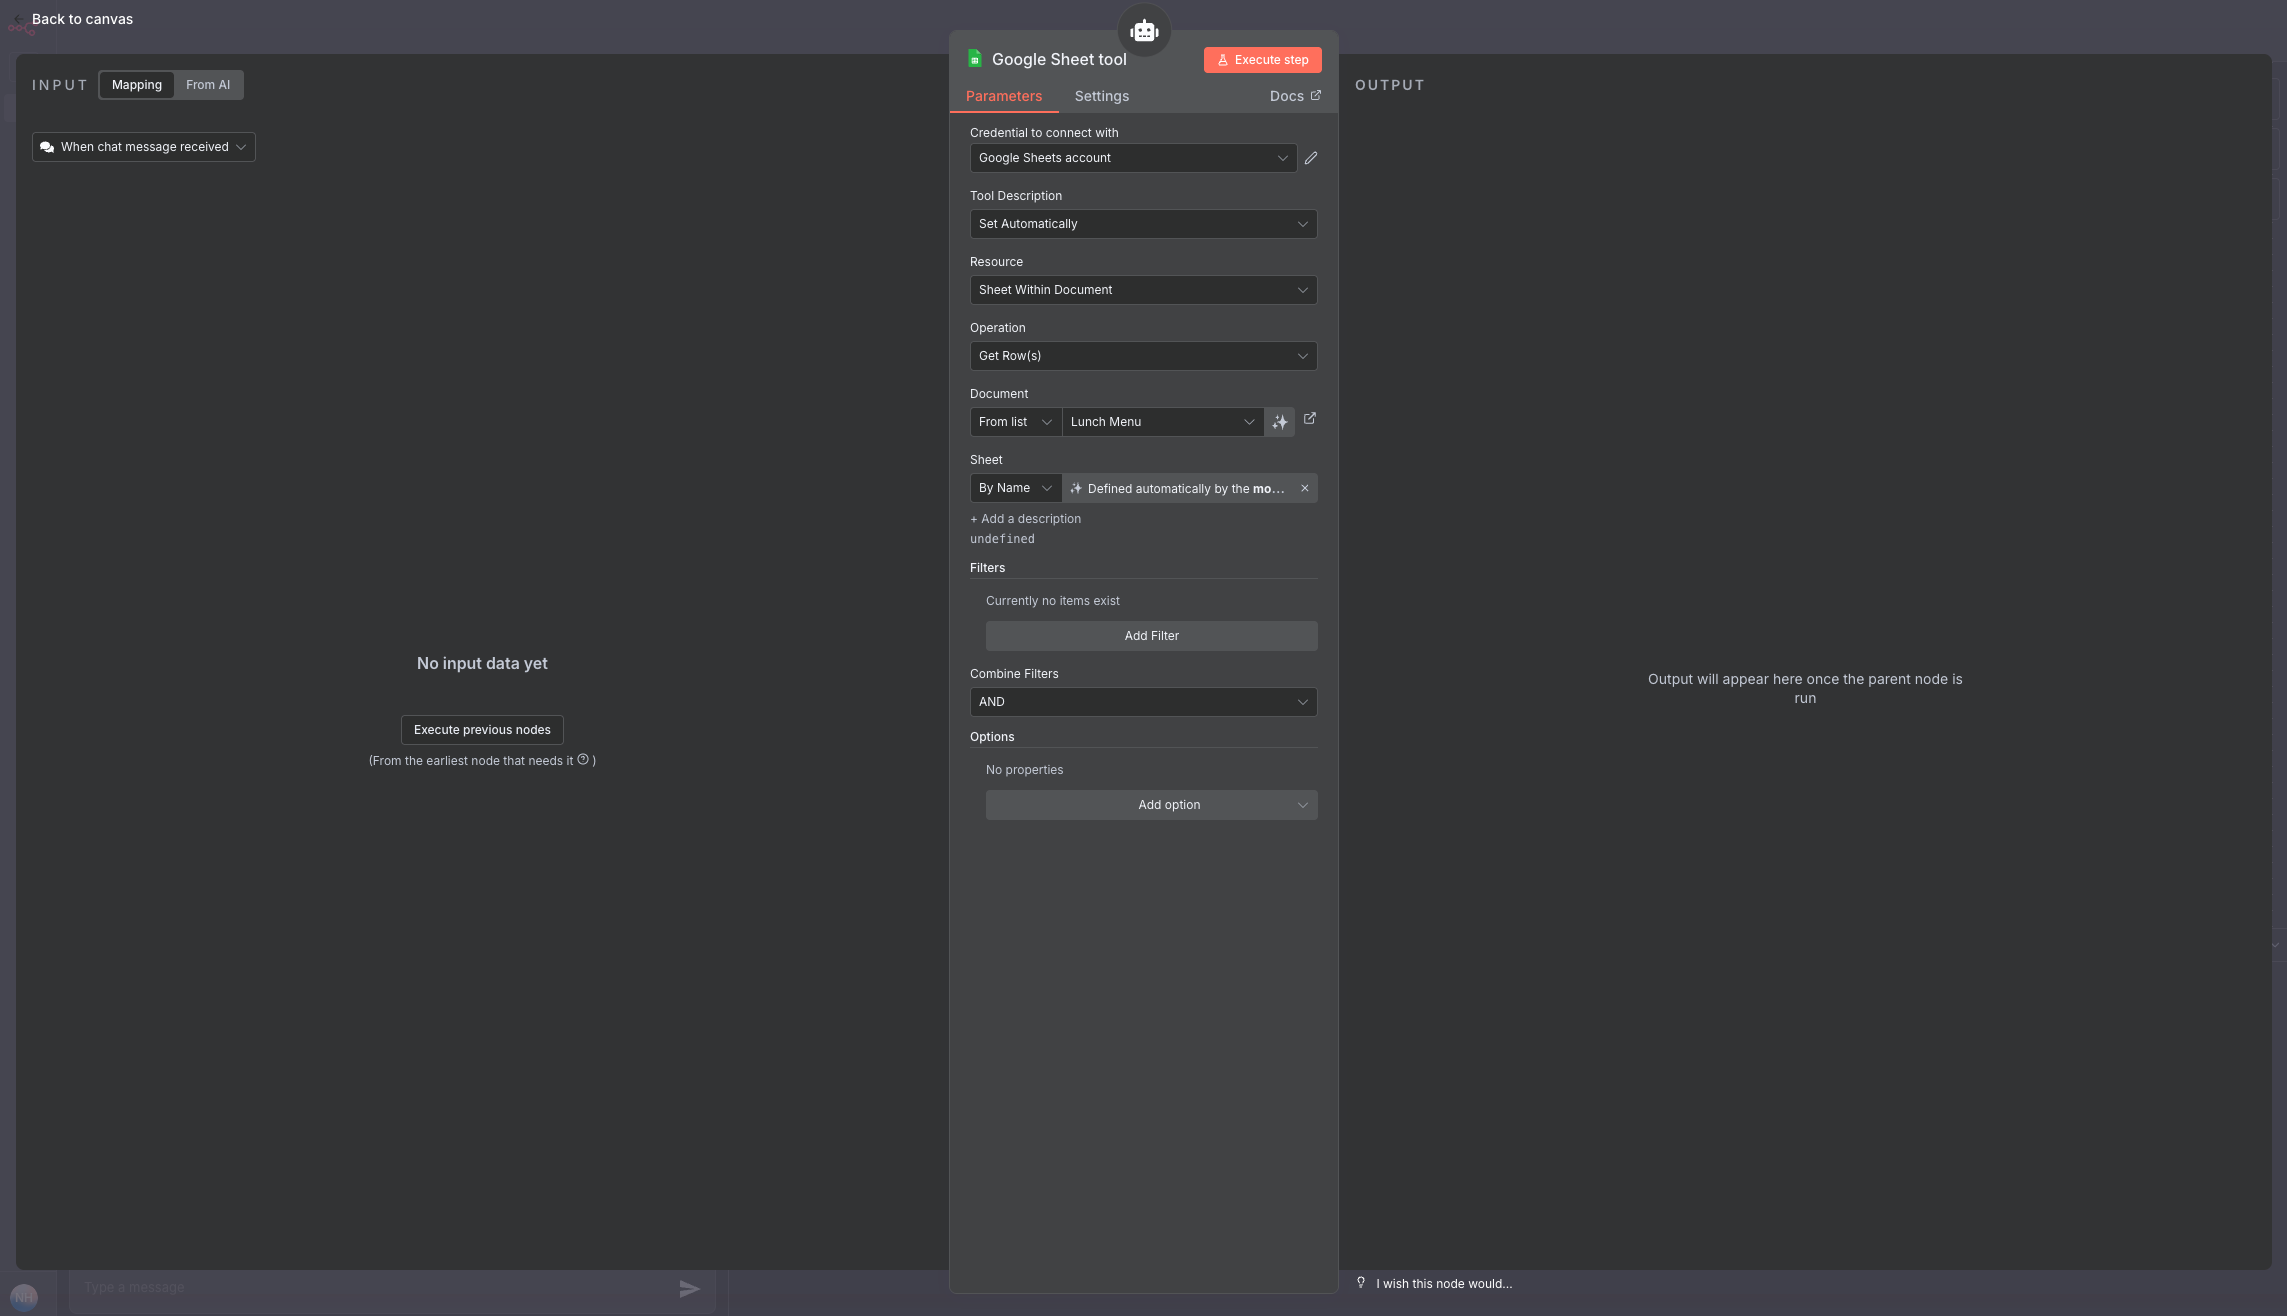 Back to canvas
INPUT
Mapping
From AI
When chat message received
No input data yet
Execute previous nodes
(From the earliest node that needs it )
Google Sheet tool
Execute step
Parameters
Settings
Docs
Credential to connect with
Google Sheets account
Tool Description
Set Automatically
Resource
Sheet Within Document
Operation
Get Row(s)
Document
From list
Lunch Menu
Sheet
By Name
Defined automatically by the mo...
+ Add a description
undefined
Filters
Currently no items exist
Add Filter
Combine Filters
AND
Options
No properties
Add option
OUTPUT
Output will appear here once the parent node is
run
NH
Type a message
I wish this node would...